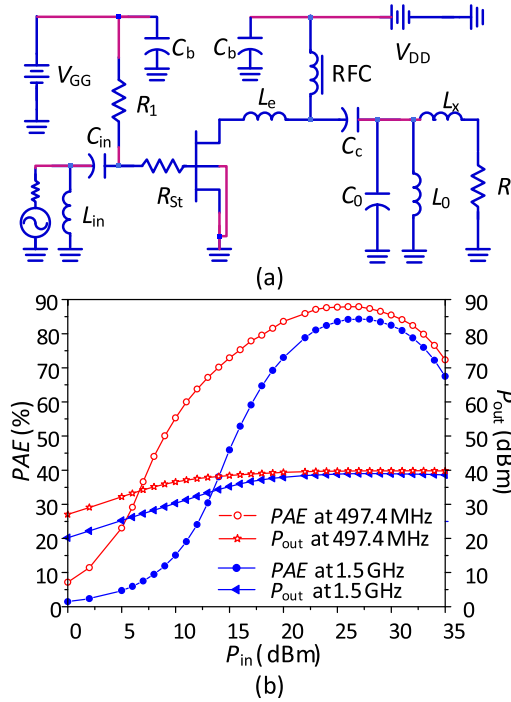 C_b
C_b
V_GG
V_DD
RFC
R_1
L_e
C_in
L_x
C_c
R_St
L_in
C_0
L_0
R
(a)
90
80
70
60
50
40
30
20
10
0
PAE (%)
90
80
70
60
50
40
30
20
10
0
P_out (dBm)
PAE at 497.4 MHz
P_out at 497.4 MHz
PAE at 1.5 GHz
P_out at 1.5 GHz
0 5 10 15 20 25 30 35
P_in (dBm)
(b)